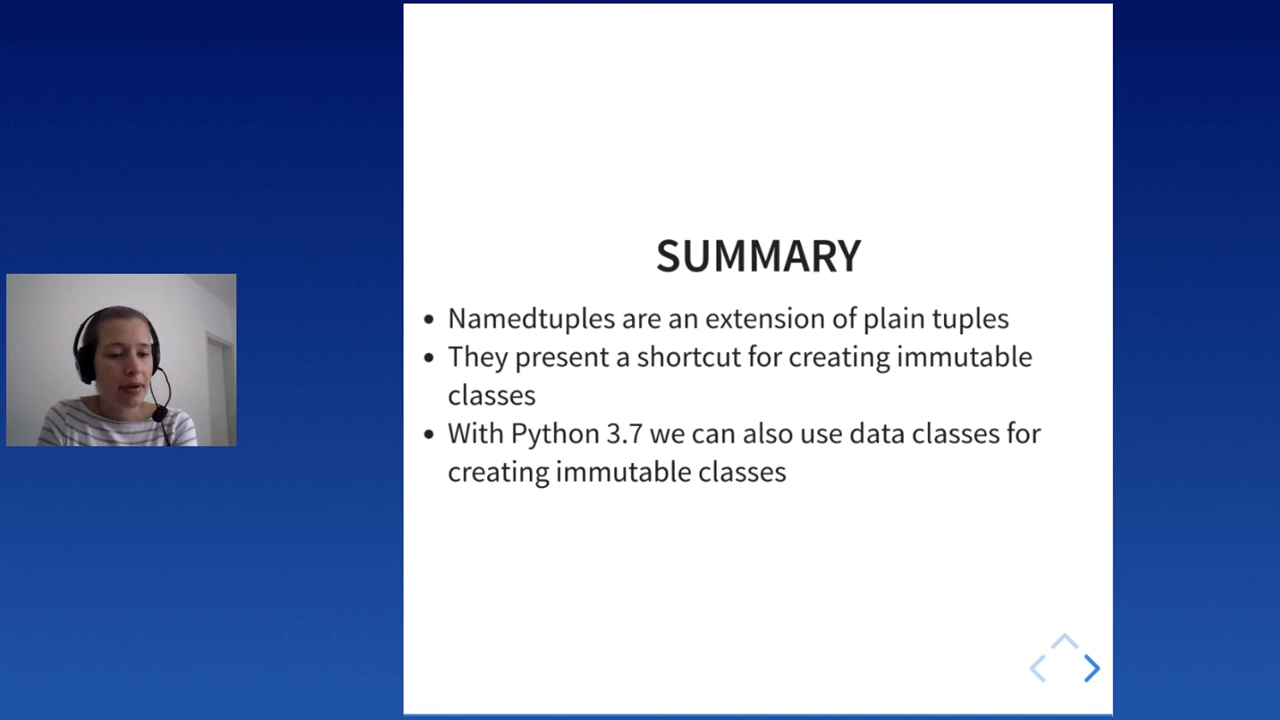 SUMMARY
• Namedtuples are an extension of plain tuples
• They present a shortcut for creating immutable
classes
• With Python 3.7 we can also use data classes for
creating immutable classes